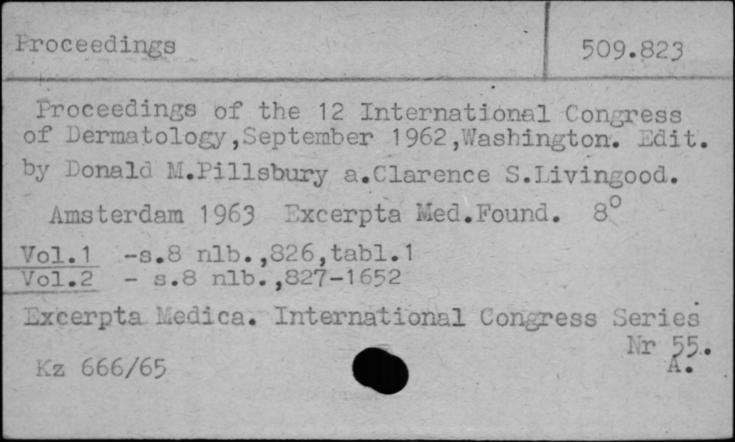 Proceedings
509.823
Proceedings of the 12 International Congress
of Dermatology,September 1962,Washington. Edit.
by Donald M.Pillsbury a.Clarence S.Livingood.
Amsterdam 1963 Excerpta Med.Found. 8°
Vol.1 -s.8 nlb.,826,tabl.1
Vol.2 - s.8 nlb.,827-1652
Excerpta Medica. International Congress Series
Nr 55.
Kz 666/65
A.